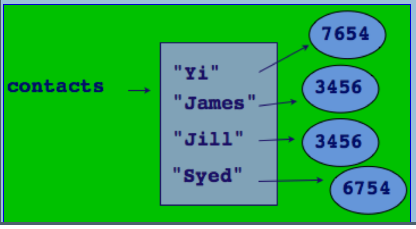 7654
"Yi"
contacts
"James" 3456
"Jill" 3456
"Syed" 6754